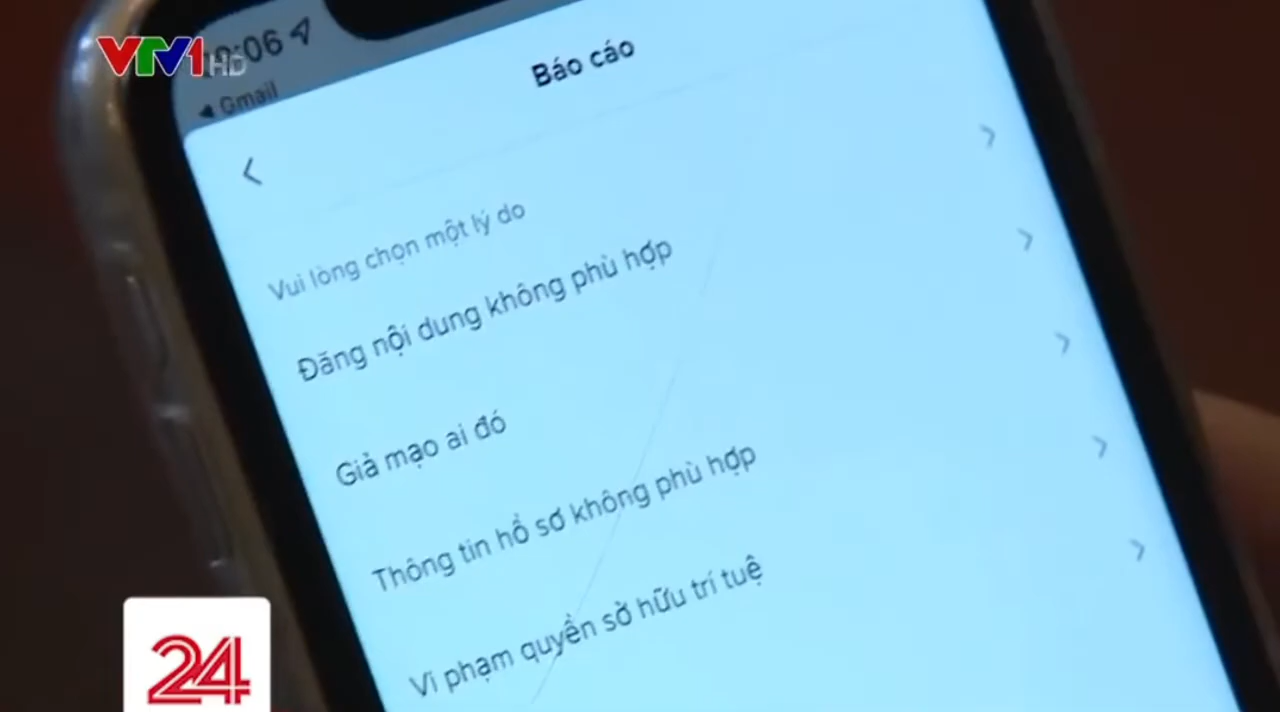 VTV1 HD
:06
Gmail
Báo cáo
Vui lòng chọn một lý do
Đăng nội dung không phù hợp
Giả mạo ai đó
Thông tin hồ sơ không phù hợp
Vi phạm quyền sở hữu trí tuệ
24